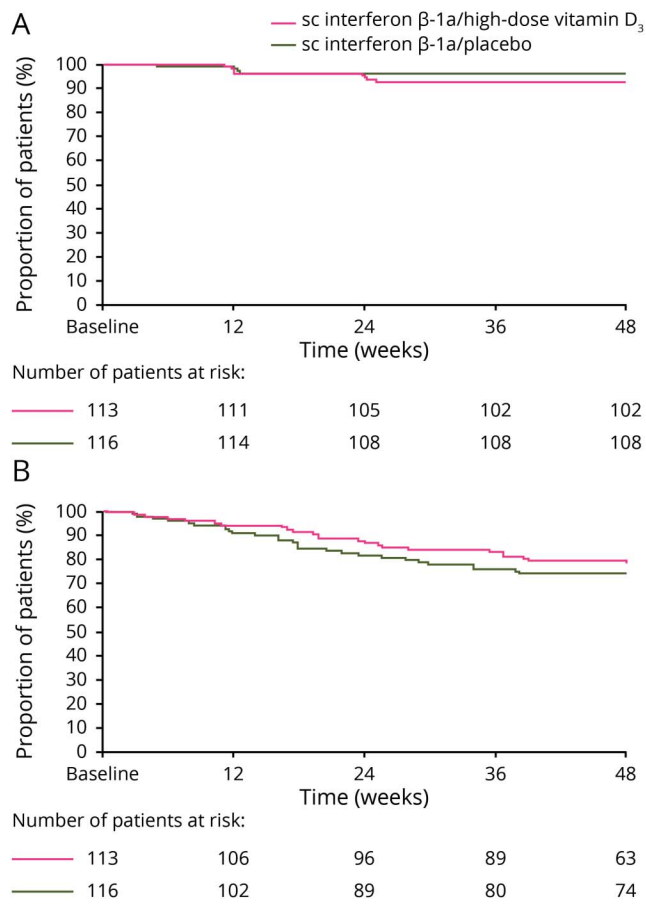 A
sc interferon β-1a/high-dose vitamin D3
sc interferon β-1a/placebo
Proportion of patients (%)
100
90
80
70
60
50
40
30
20
10
0
Baseline 12 24 36 48
Time (weeks)
Number of patients at risk:
113 111 105 102 102
116 114 108 108 108
B
Proportion of patients (%)
100
90
80
70
60
50
40
30
20
10
0
Baseline 12 24 36 48
Time (weeks)
Number of patients at risk:
113 106 96 89 63
116 102 89 80 74